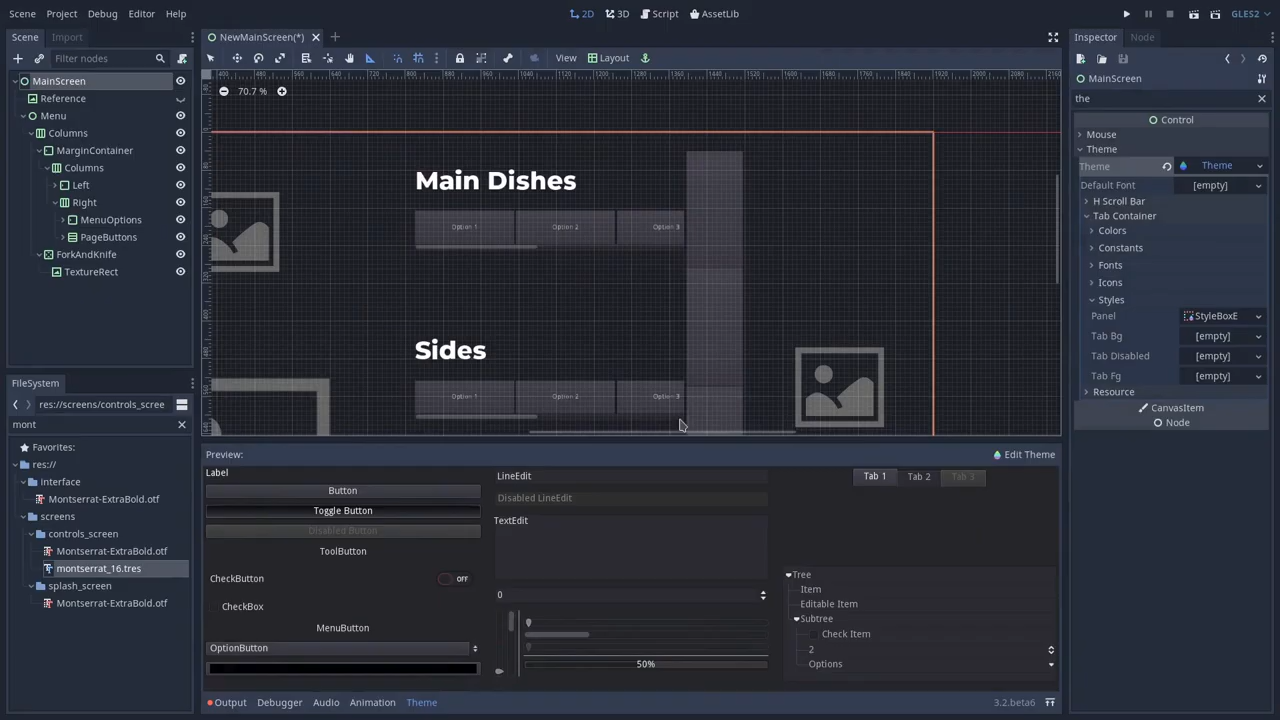 Scene Project Debug Editor Help
2D 3D Script AssetLib
GLES2
Scene Import
Filter nodes
MainScreen
Reference
Menu
Columns
MarginContainer
Columns
Left
Right
MenuOptions
PageButtons
ForkAndKnife
TextureRect
FileSystem
res://screens/controls_scree
mont
Favorites:
res://
interface
Montserrat-ExtraBold.otf
screens
controls_screen
Montserrat-ExtraBold.otf
montserrat_16.tres
splash_screen
Montserrat-ExtraBold.otf
NewMainScreen(*)
View Layout
70.7 %
Main Dishes
Option 1 Option 2 Option 3
Sides
Option 1 Option 2 Option 3
Preview:
Edit Theme
Label
Button
Toggle Button
Disabled Button
ToolButton
CheckButton
OFF
CheckBox
MenuButton
OptionButton
LineEdit
Disabled LineEdit
TextEdit
0
50%
Tab 1 Tab 2 Tab 3
Tree
Item
Editable Item
Subtree
Check Item
2
Options
Output Debugger Audio Animation Theme
3.2.beta6
Inspector Node
MainScreen
the
Control
Mouse
Theme
Theme Theme
Default Font [empty]
H Scroll Bar
Tab Container
Colors
Constants
Fonts
Icons
Styles
Panel StyleBoxE
Tab Bg [empty]
Tab Disabled [empty]
Tab Fg [empty]
Resource
CanvasItem
Node